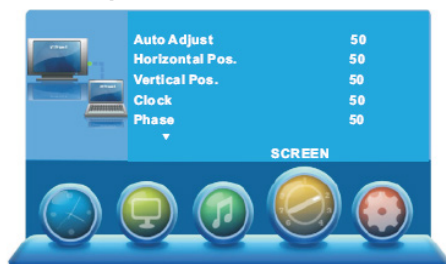 Auto Adjust 50
Horizontal Pos. 50
Vertical Pos. 50
Clock 50
Phase 50
SCREEN